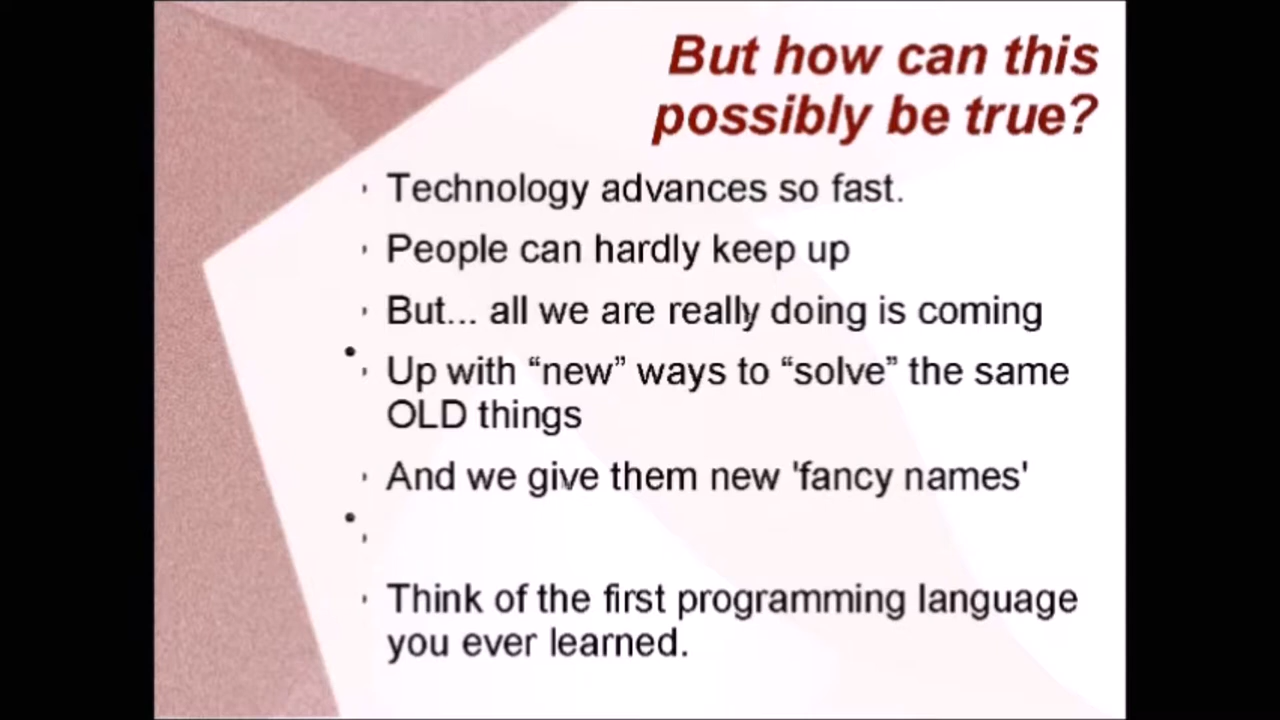 But how can this
possibly be true?
Technology advances so fast.
People can hardly keep up
But... all we are really doing is coming
Up with “new” ways to “solve” the same
OLD things
And we give them new 'fancy names'
Think of the first programming language
you ever learned.